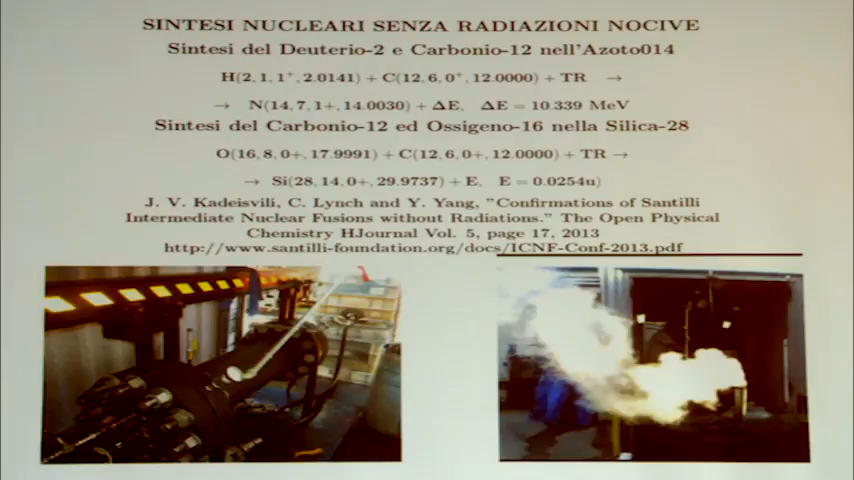 SINTESI NUCLEARI SENZA RADIAZIONI NOCIVE
Sintesi del Deuterio-2 e Carbonio-12 nell'Azoto014
H(2, 1, 1⁺, 2.0141) + C(12, 6, 0⁺, 12.0000) + TR →
→ N(14, 7, 1+, 14.0030) + ΔE, ΔE = 10.339 MeV
Sintesi del Carbonio-12 ed Ossigeno-16 nella Silica-28
O(16, 8, 0+, 17.9991) + C(12, 6, 0+, 12.0000) + TR →
→ Si(28, 14, 0+, 29.9737) + E, E = 0.0254u)
J. V. Kadeisvili, C. Lynch and Y. Yang, "Confirmations of Santilli
Intermediate Nuclear Fusions without Radiations." The Open Physical
Chemistry HJournal Vol. 5, page 17, 2013
http://www.santilli-foundation.org/docs/ICNF-Conf-2013.pdf